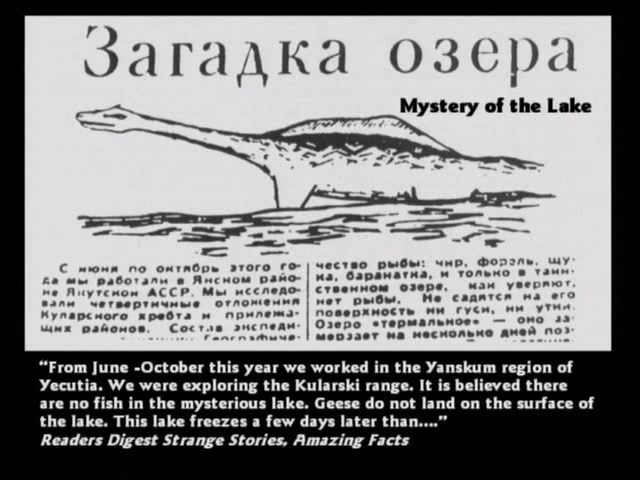 Загадка озера
Mystery of the Lake
С июня по октябрь этого го-
да мы работали в Янском райо-
не Якутской АССР. Мы исследо-
вали четвертичные отложения
Куларского хребта и прилежа-
щих районов. Состав экспеди-
Географиче-
чество рыбы: чир, форель, щу-
ка, баранатка, и только в таин-
ственном озере, как уверяют,
нет рыбы. Не садятся на его
поверхность ни гуси, ни утки.
Озеро «термальное» — оно за-
мерзает на несколько дней поз-
"From June -October this year we worked in the Yanskum region of
Yecutia. We were exploring the Kularski range. It is believed there
are no fish in the mysterious lake. Geese do not land on the surface of
the lake. This lake freezes a few days later than...."
Readers Digest Strange Stories, Amazing Facts